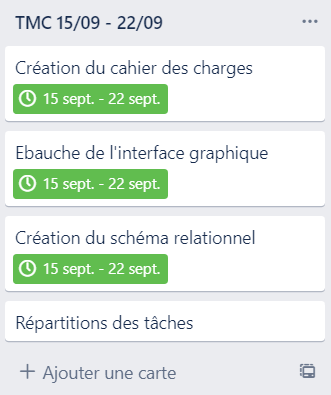 TMC 15/09 - 22/09
Création du cahier des charges
15 sept. - 22 sept.
Ebauche de l'interface graphique
15 sept. - 22 sept.
Création du schéma relationnel
15 sept. - 22 sept.
Répartitions des tâches
+ Ajouter une carte